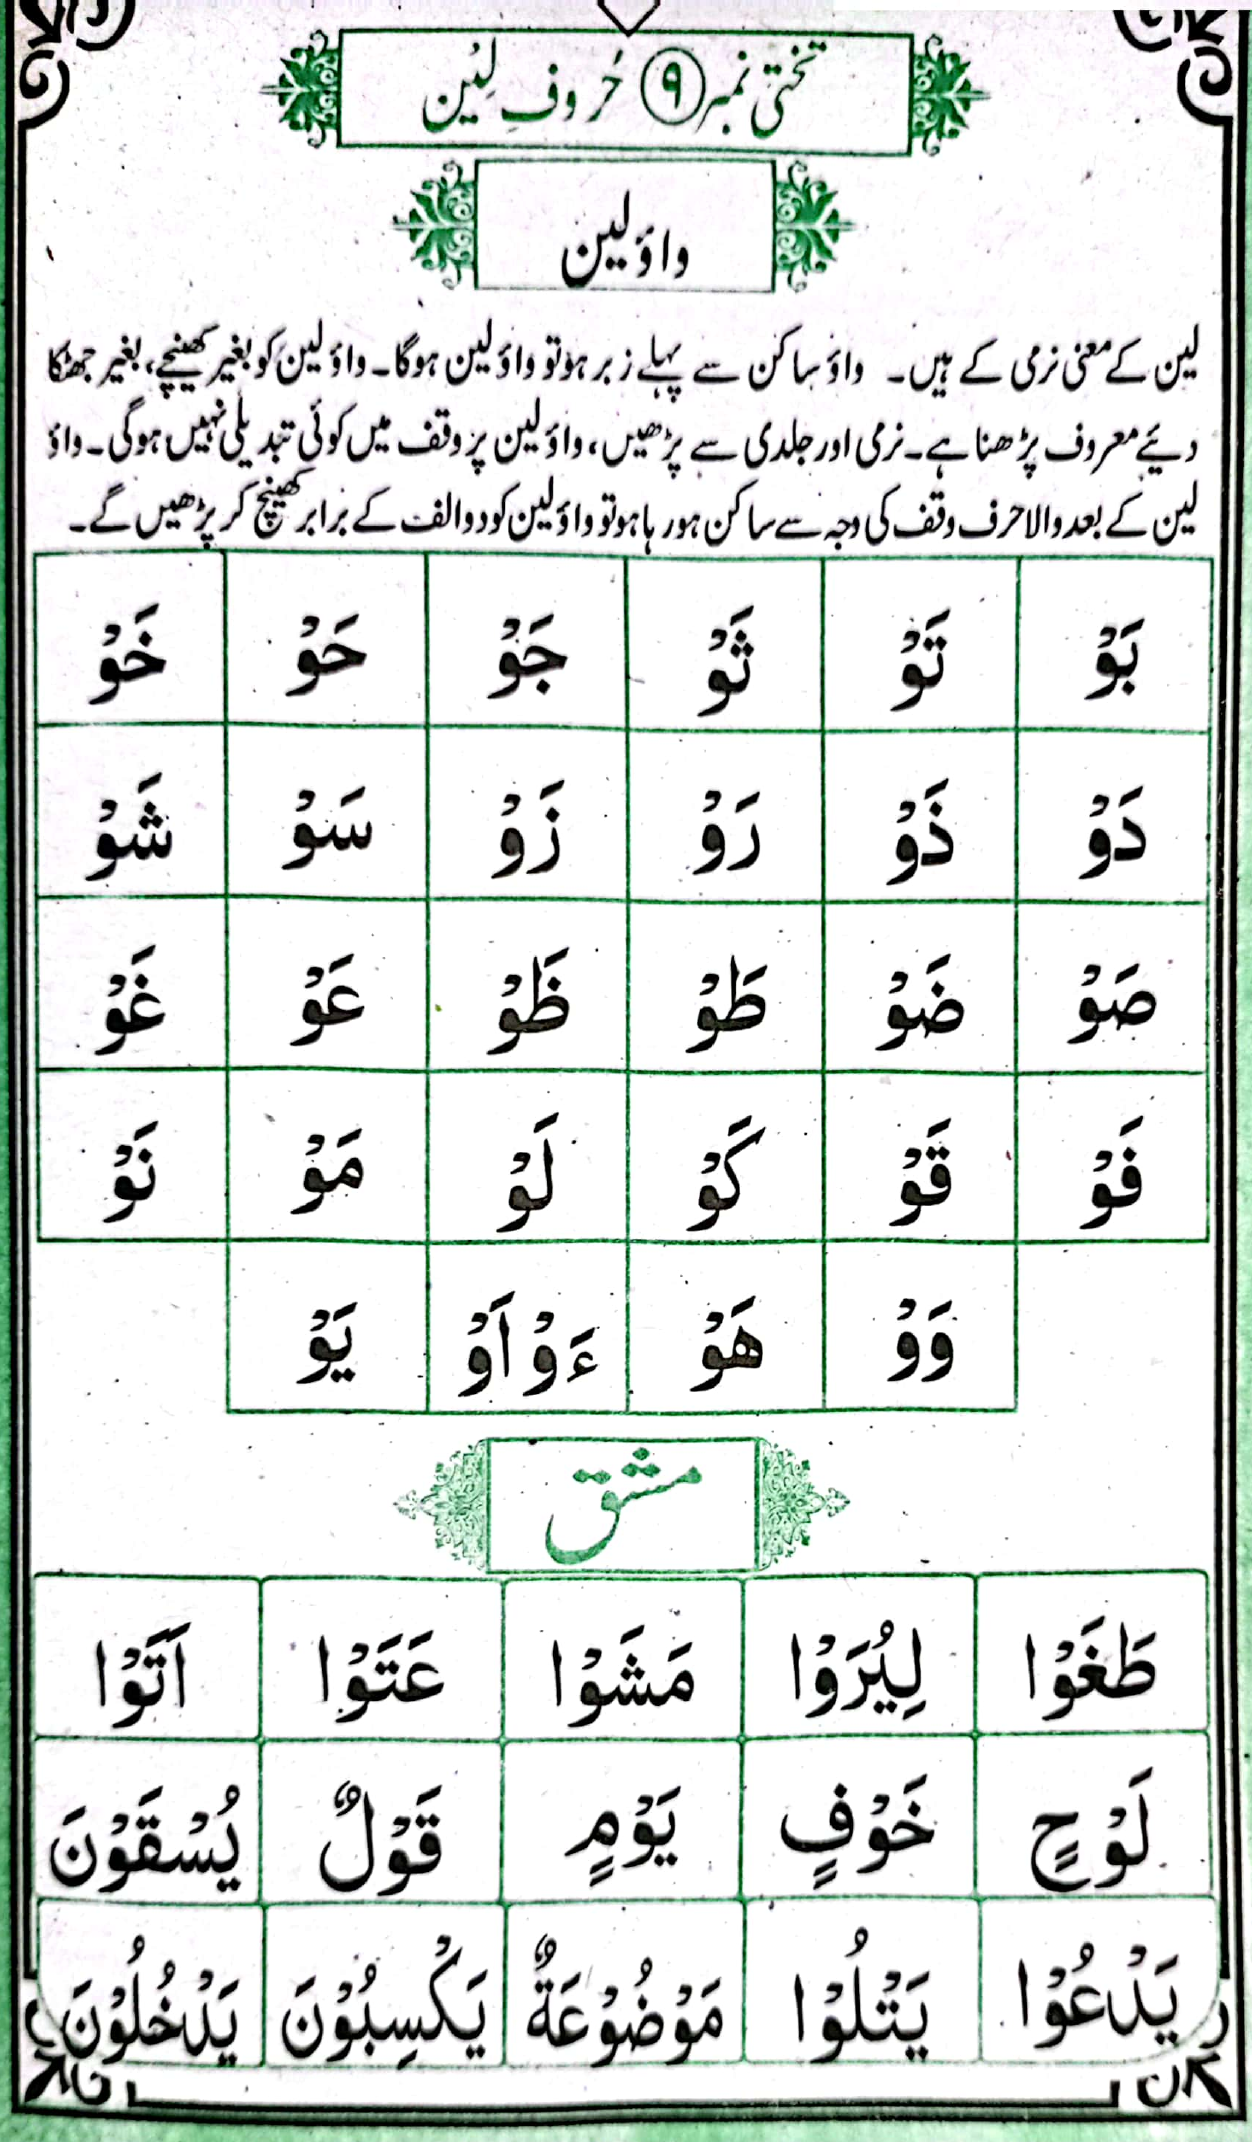 تختی نمبر ۹ حُروفِ لِیْن
واؤ لین
لین کے معنی نرمی کے ہیں۔ واؤ ساکن سے پہلے زبر ہو تو واؤ لین ہوگا۔ واؤ لین کو بغیر کھینچے، بغیر جھٹکا
دیئے معروف پڑھنا ہے۔ نرمی اور جلدی سے پڑھیں، واؤ لین پر وقف میں کوئی تبدیلی نہیں ہوگی۔ واؤ
لین کے بعد والا حرف وقف کی وجہ سے ساکن ہو رہا ہو تو واؤ لین کو دو الف کے برابر کھینچ کر پڑھیں گے۔
بَوْ تَوْ ثَوْ جَوْ حَوْ خَوْ
دَوْ ذَوْ رَوْ زَوْ سَوْ شَوْ
صَوْ ضَوْ طَوْ ظَوْ عَوْ غَوْ
فَوْ قَوْ كَوْ لَوْ مَوْ نَوْ
وَوْ هَوْ ءَوْ اَوْ يَوْ
مشق
طَغَوْا لِيُرَوْا مَشَوْا عَتَوْا اَتَوْا
لَوْحٍ خَوْفٍ يَوْمٍ قَوْلٌ يُسْقَوْنَ
يَدْعُوْا يَتْلُوْا مَوْضُوْعَةٌ يَكْسِبُوْنَ يَدْخُلُوْنَ